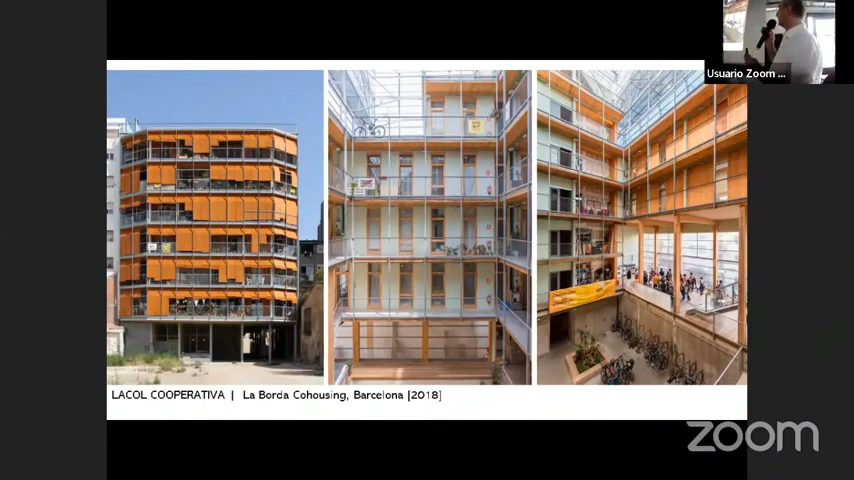 Usuario Zoom ...
LACOL COOPERATIVA | La Borda Cohousing, Barcelona [2018]
zoom